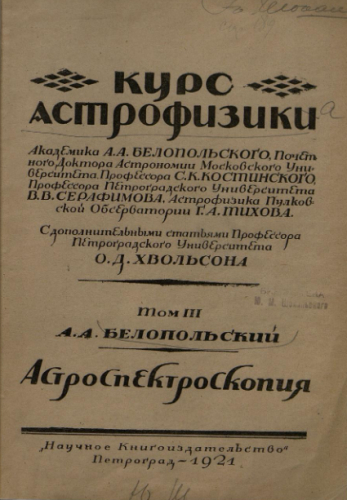 Курс
Астрофизики
Академика А.А. БЕЛОПОЛЬСКОГО, Почет
ного Доктора Астрономии Московского Уни-
верситета, Профессора С.К. КОСТИНСКОГО,
Профессора Петроградского Университета
В.В. СЕРАФИМОВА, Астрофизика Пулков-
ской Обсерватории Г.А. ТИХОВА.
С дополнительными статьями Профессора
Петроградского Университета
О.Д. ХВОЛЬСОНА
Том III
А.А. БЕЛОПОЛЬСКИЙ
Астроспектроскопия
„Научное Книгоиздательство“
Петроград – 1921